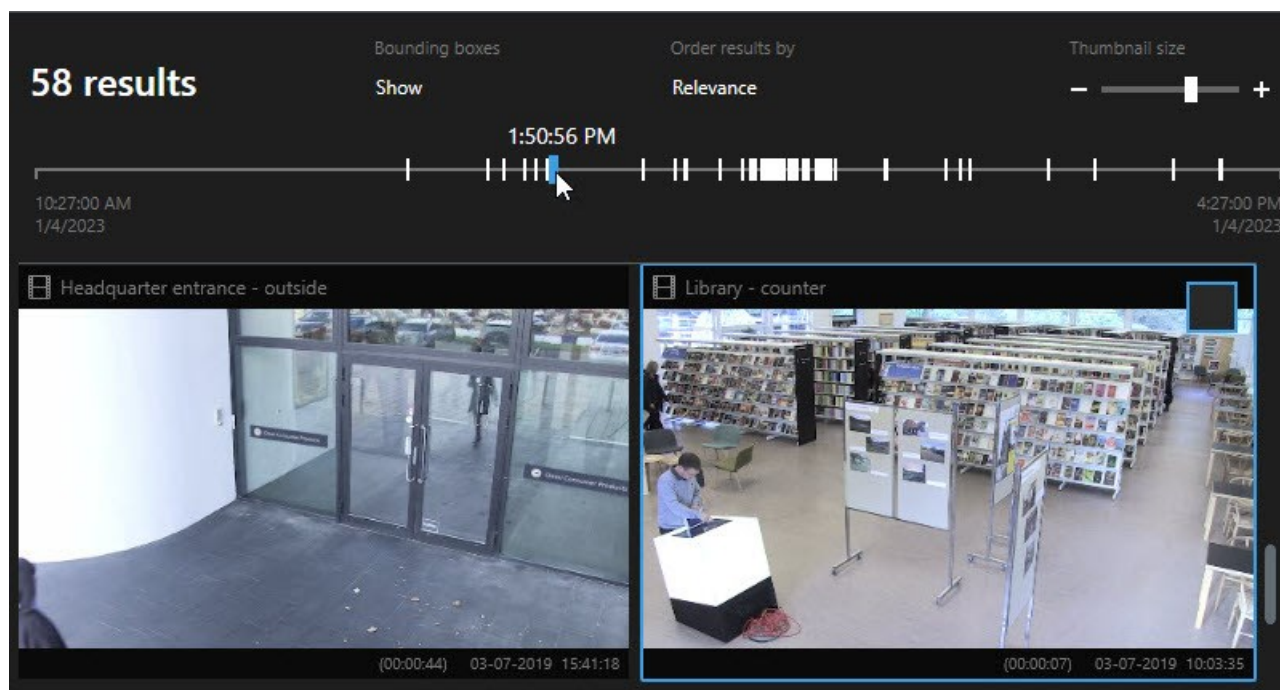 Bounding boxes
Order results by
Thumbnail size
58 results
Show
Relevance
− +
1:50:56 PM
10:27:00 AM
1/4/2023
4:27:00 PM
1/4/2023
Headquarter entrance - outside
Library - counter
(00:00:44) 03-07-2019 15:41:18
(00:00:07) 03-07-2019 10:03:35